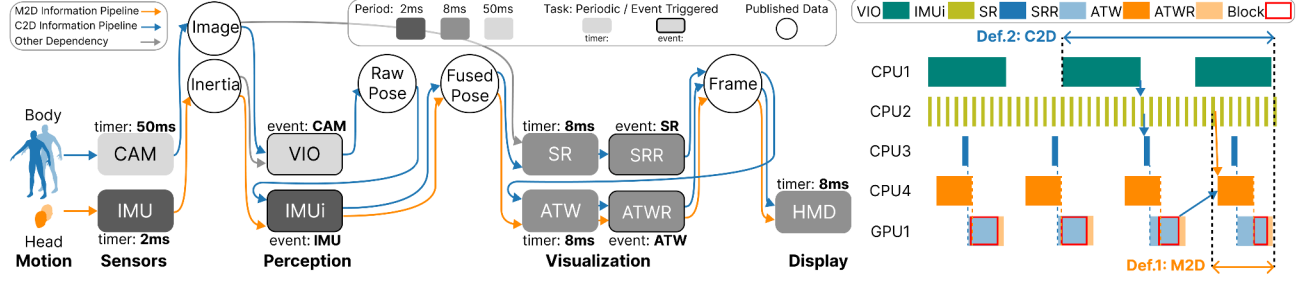 M2D Information Pipeline
C2D Information Pipeline
Other Dependency
Period:
2ms
8ms
50ms
Task: Periodic / Event Triggered
timer:
event:
Published Data
Image
Inertia
Raw
Pose
Fused
Pose
Frame
Body
timer: 50ms
CAM
event: CAM
VIO
timer: 8ms
SR
event: SR
SRR
IMU
timer: 2ms
IMUi
event: IMU
ATW
timer: 8ms
ATWR
event: ATW
timer: 8ms
HMD
Head
Motion
Sensors
Perception
Visualization
Display
VIO
IMUi
SR
SRR
ATW
ATWR
Block
Def.2: C2D
CPU1
CPU2
CPU3
CPU4
GPU1
Def.1: M2D